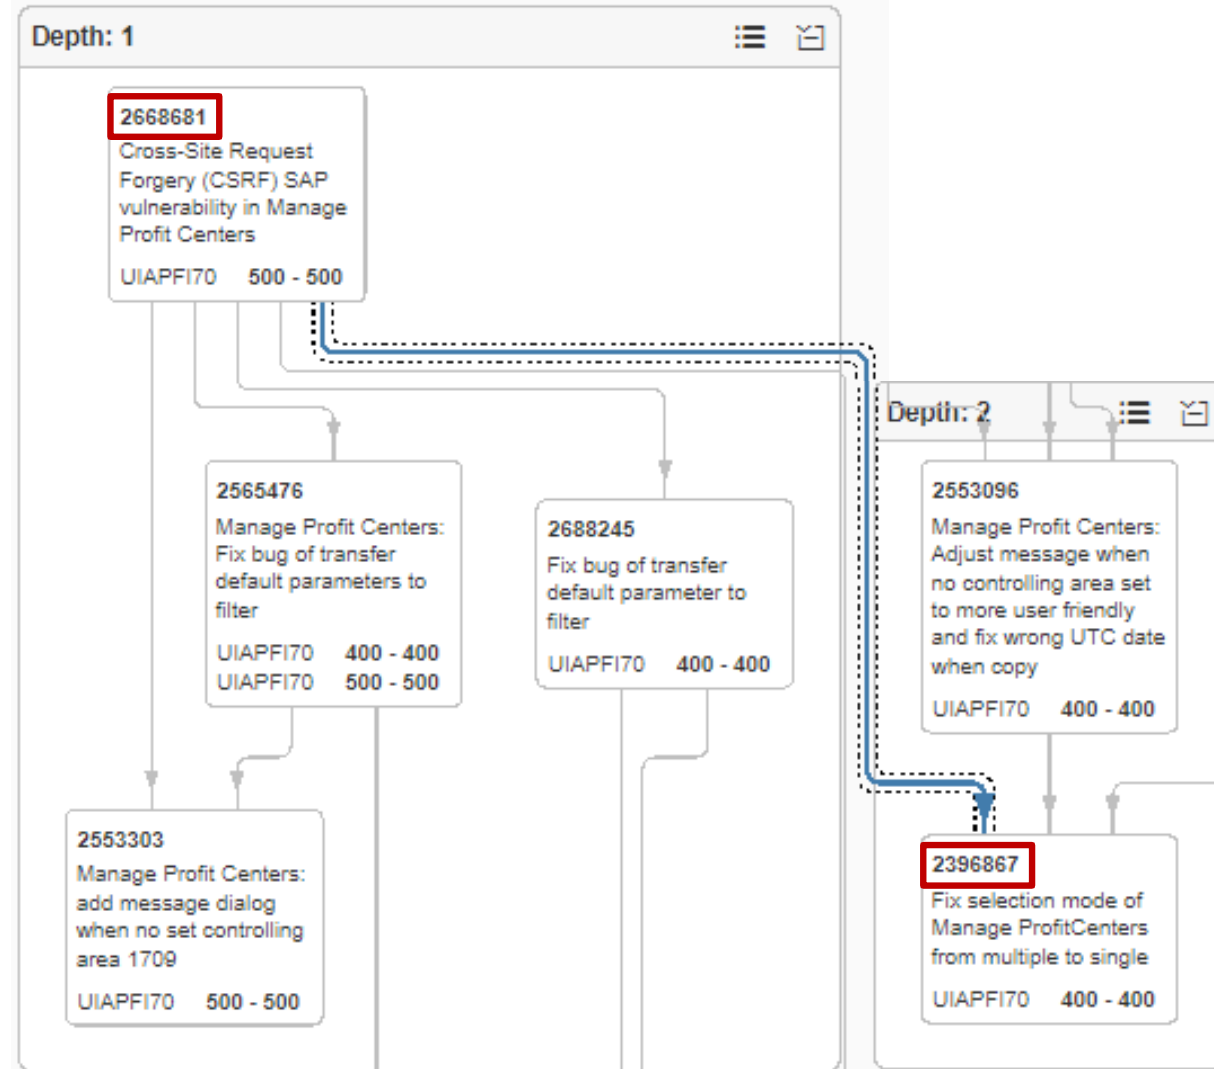 Depth: 1
2668681
Cross-Site Request
Forgery (CSRF) SAP
vulnerability in Manage
Profit Centers
UIAPFI70 500 - 500
2565476
Manage Profit Centers:
Fix bug of transfer
default parameters to
filter
UIAPFI70 400 - 400
UIAPFI70 500 - 500
2688245
Fix bug of transfer
default parameter to
filter
UIAPFI70 400 - 400
2553303
Manage Profit Centers:
add message dialog
when no set controlling
area 1709
UIAPFI70 500 - 500
Depth: 2
2553096
Manage Profit Centers:
Adjust message when
no controlling area set
to more user friendly
and fix wrong UTC date
when copy
UIAPFI70 400 - 400
2396867
Fix selection mode of
Manage ProfitCenters
from multiple to single
UIAPFI70 400 - 400